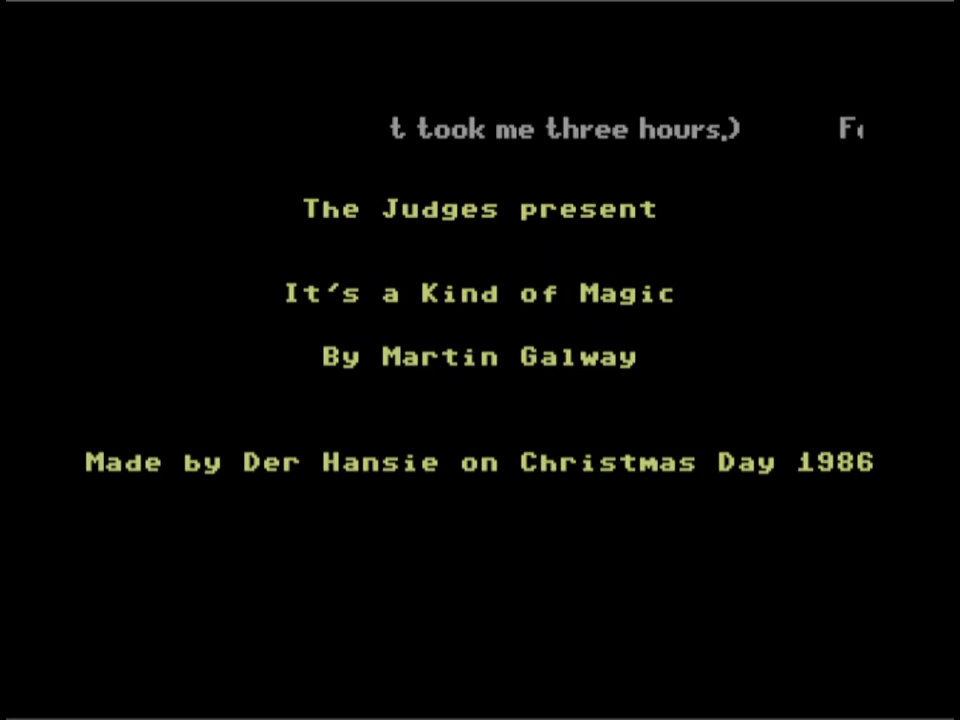 t took me three hours.)
The Judges present
It's a Kind of Magic
By Martin Galway
Made by Der Hansie on Christmas Day 1986